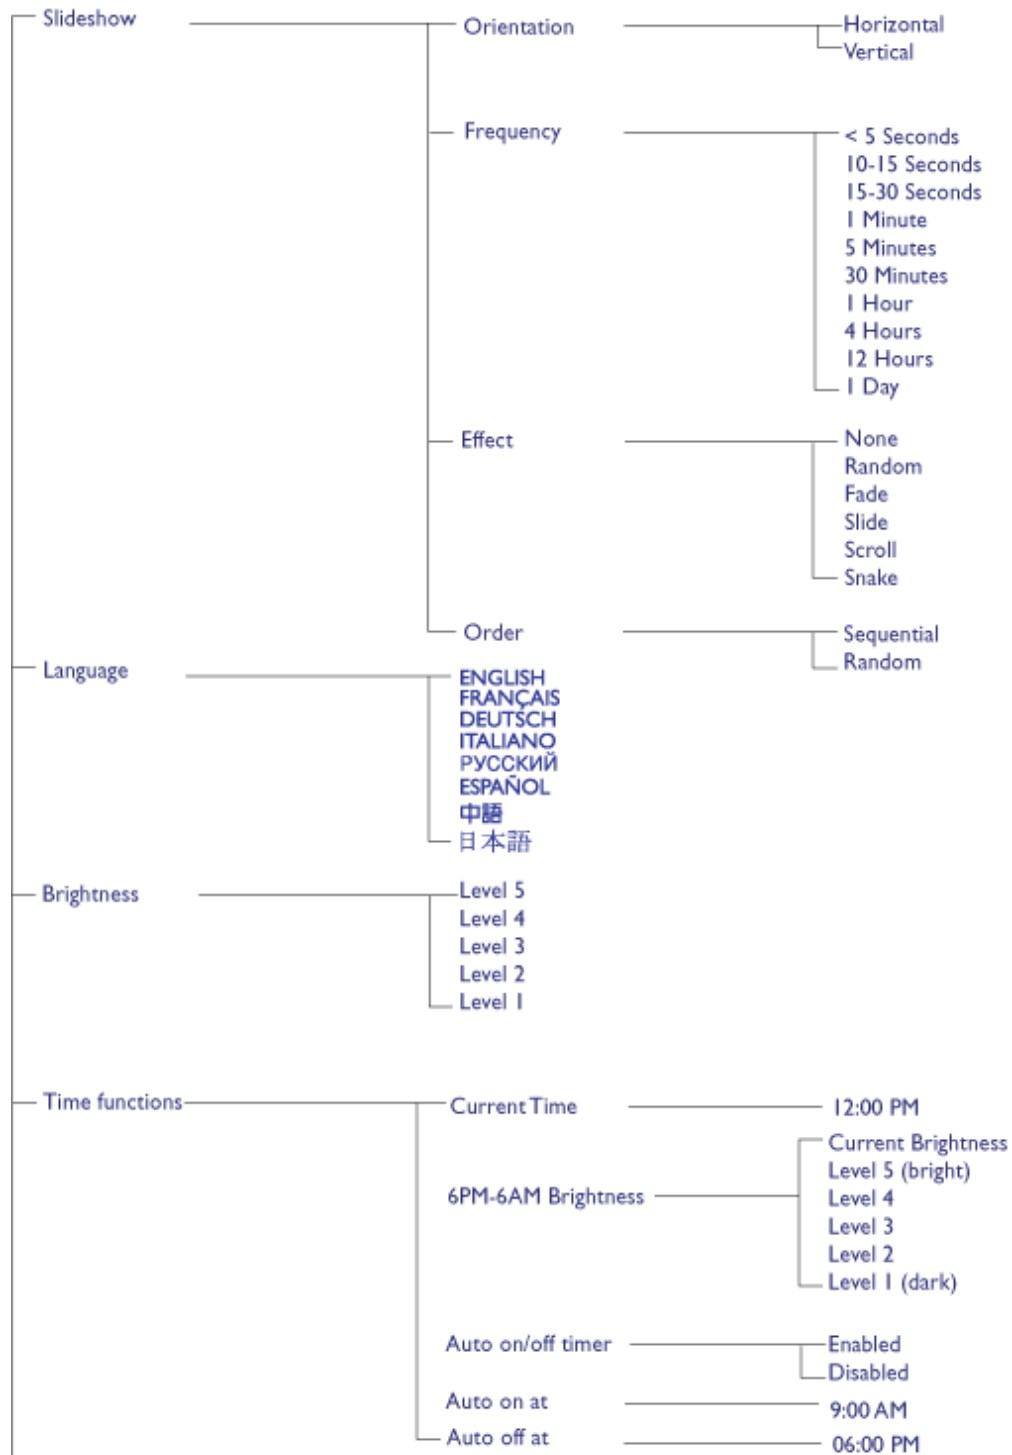 Slideshow
Orientation
Horizontal
Vertical
Frequency
< 5 Seconds
10-15 Seconds
15-30 Seconds
1 Minute
5 Minutes
30 Minutes
1 Hour
4 Hours
12 Hours
1 Day
Effect
None
Random
Fade
Slide
Scroll
Snake
Order
Sequential
Random
Language
ENGLISH
FRANÇAIS
DEUTSCH
ITALIANO
РУССКИЙ
ESPAÑOL
中語
日本語
Brightness
Level 5
Level 4
Level 3
Level 2
Level 1
Time functions
Current Time
12:00 PM
6PM-6AM Brightness
Current Brightness
Level 5 (bright)
Level 4
Level 3
Level 2
Level 1 (dark)
Auto on/off timer
Enabled
Disabled
Auto on at
9:00 AM
Auto off at
06:00 PM